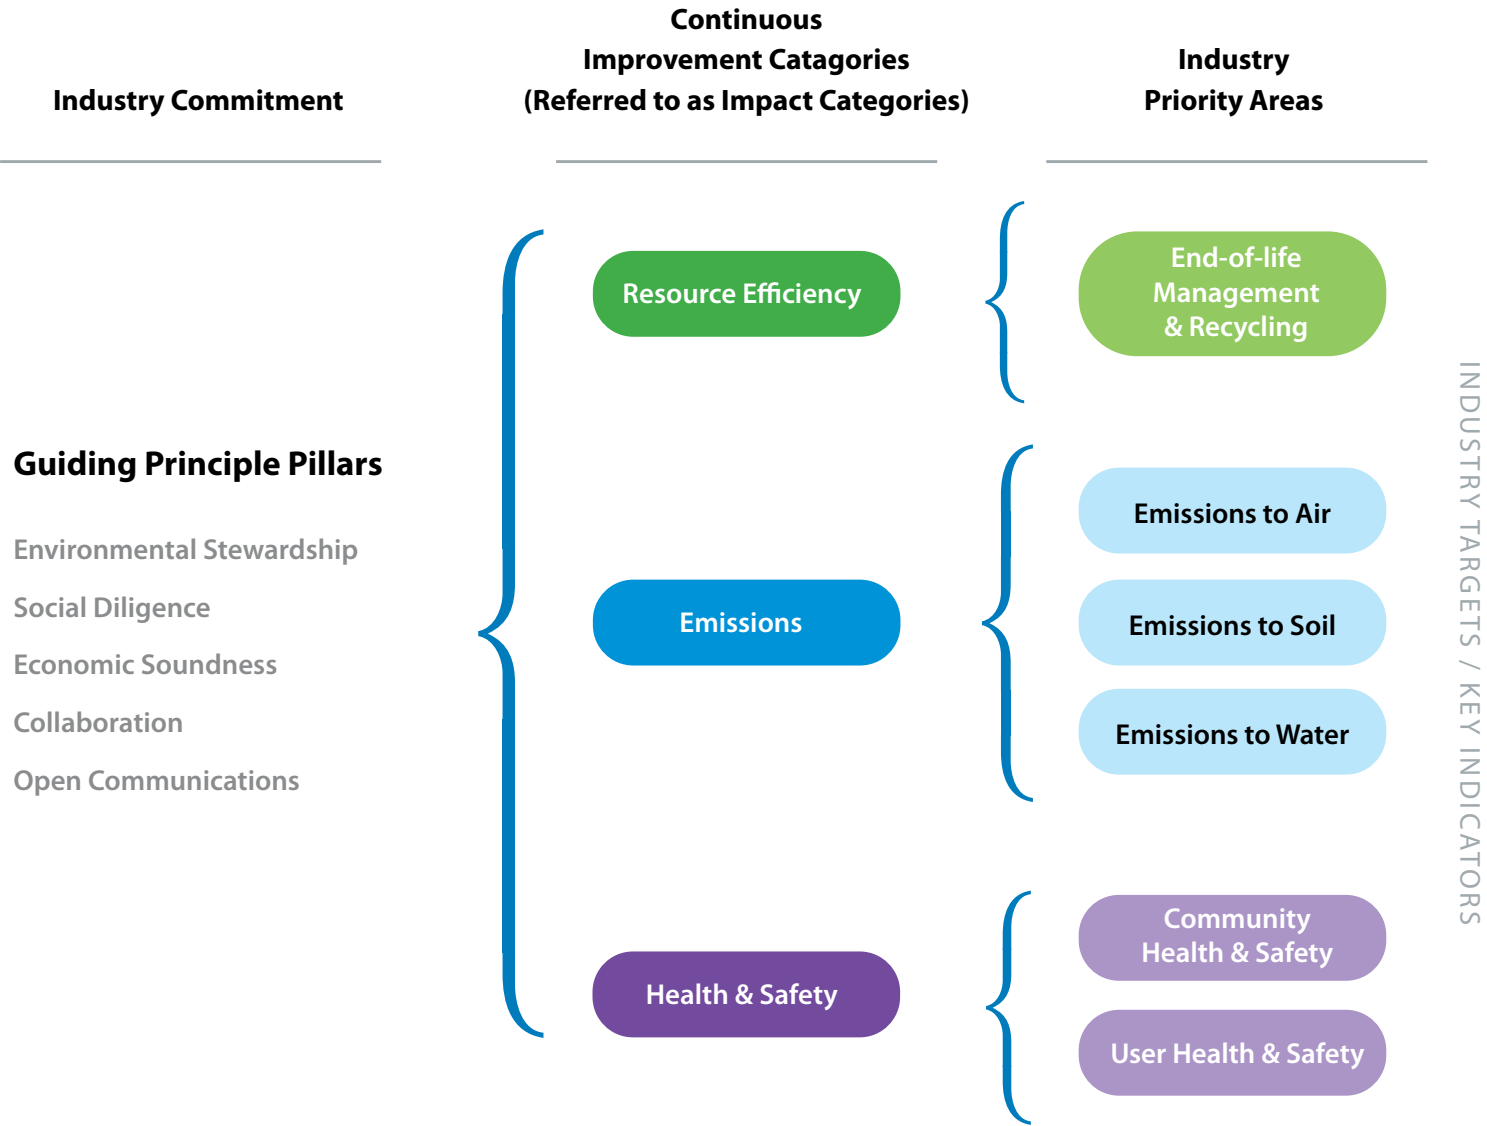 Industry Commitment
Continuous
Improvement Catagories
(Referred to as Impact Categories)
Industry
Priority Areas
Guiding Principle Pillars
Environmental Stewardship
Social Diligence
Economic Soundness
Collaboration
Open Communications
Resource Efficiency
End-of-life
Management
& Recycling
Emissions
Emissions to Air
Emissions to Soil
Emissions to Water
Health & Safety
Community
Health & Safety
User Health & Safety
INDUSTRY TARGETS / KEY INDICATORS